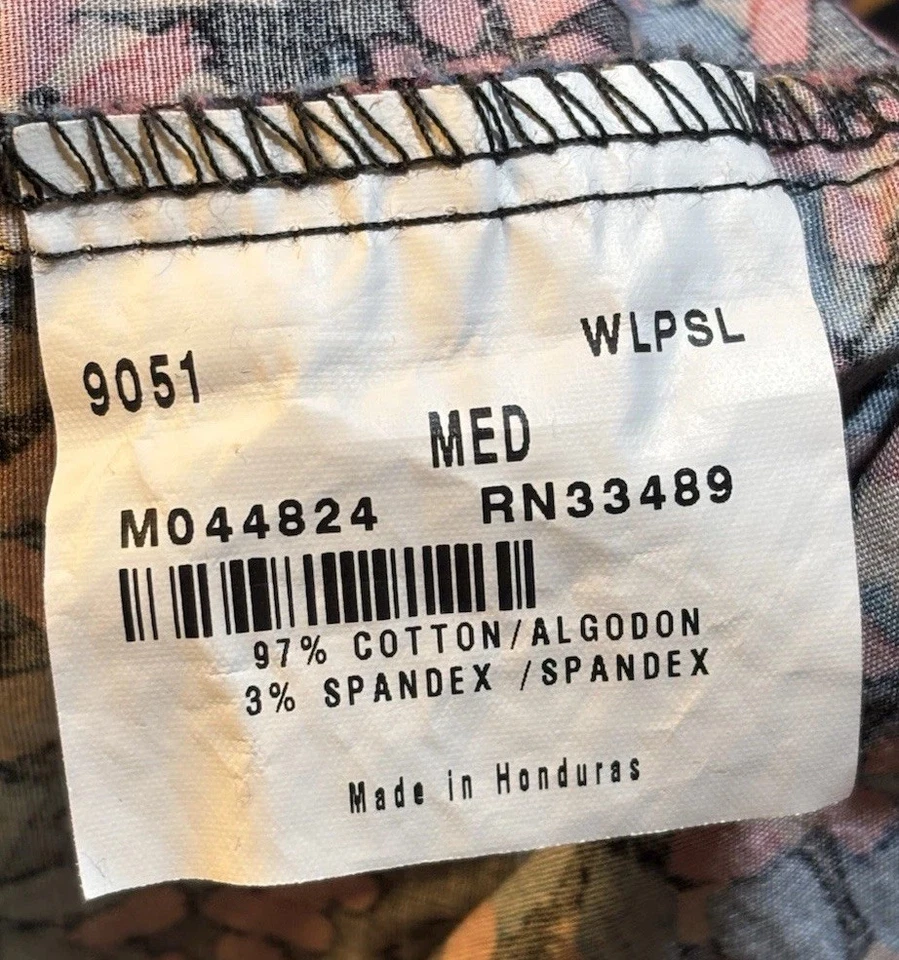 9051 WLPSL
MED
M044824 RN33489
97% COTTON/ALGODON
3% SPANDEX /SPANDEX
Made in Honduras